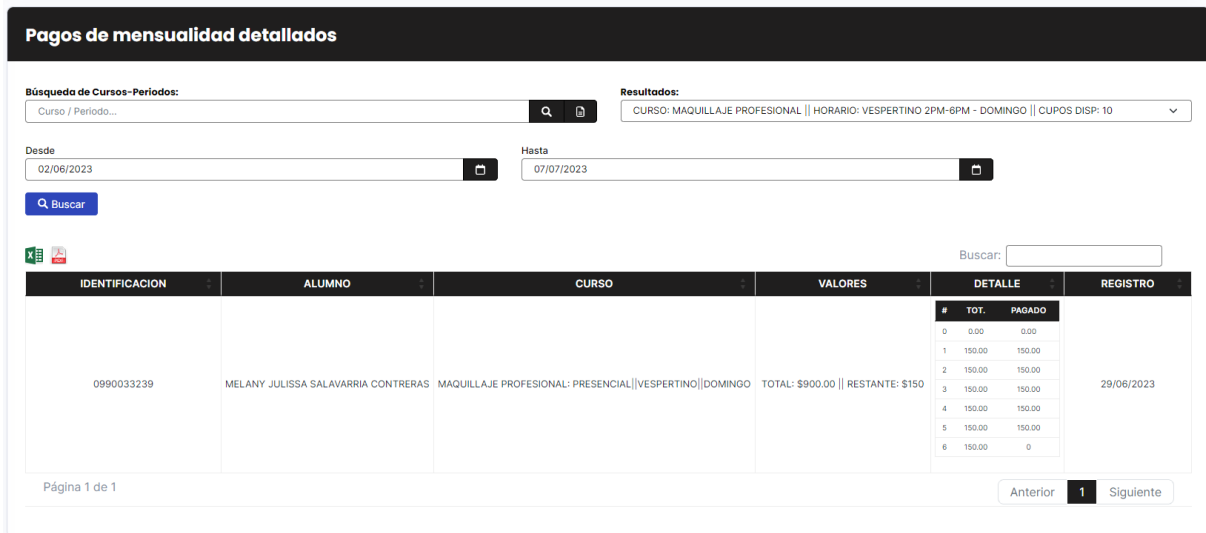 Pagos de mensualidad detallados
Búsqueda de Cursos-Periodos: Resultados:
Curso / Periodo... CURSO: MAQUILLAJE PROFESIONAL || HORARIO: VESPERTINO 2PM-6PM - DOMINGO || CUPOS DISP: 10
Desde Hasta
02/06/2023 07/07/2023
Buscar
PDF Buscar:
IDENTIFICACION ALUMNO CURSO VALORES DETALLE REGISTRO
# TOT. PAGADO
0 0.00 0.00
1 150.00 150.00
2 150.00 150.00
0990033239 MELANY JULISSA SALAVARRIA CONTRERAS MAQUILLAJE PROFESIONAL: PRESENCIAL||VESPERTINO||DOMINGO TOTAL: $900.00 || RESTANTE: $150 3 150.00 150.00 29/06/2023
4 150.00 150.00
5 150.00 150.00
6 150.00 0
Página 1 de 1 Anterior 1 Siguiente